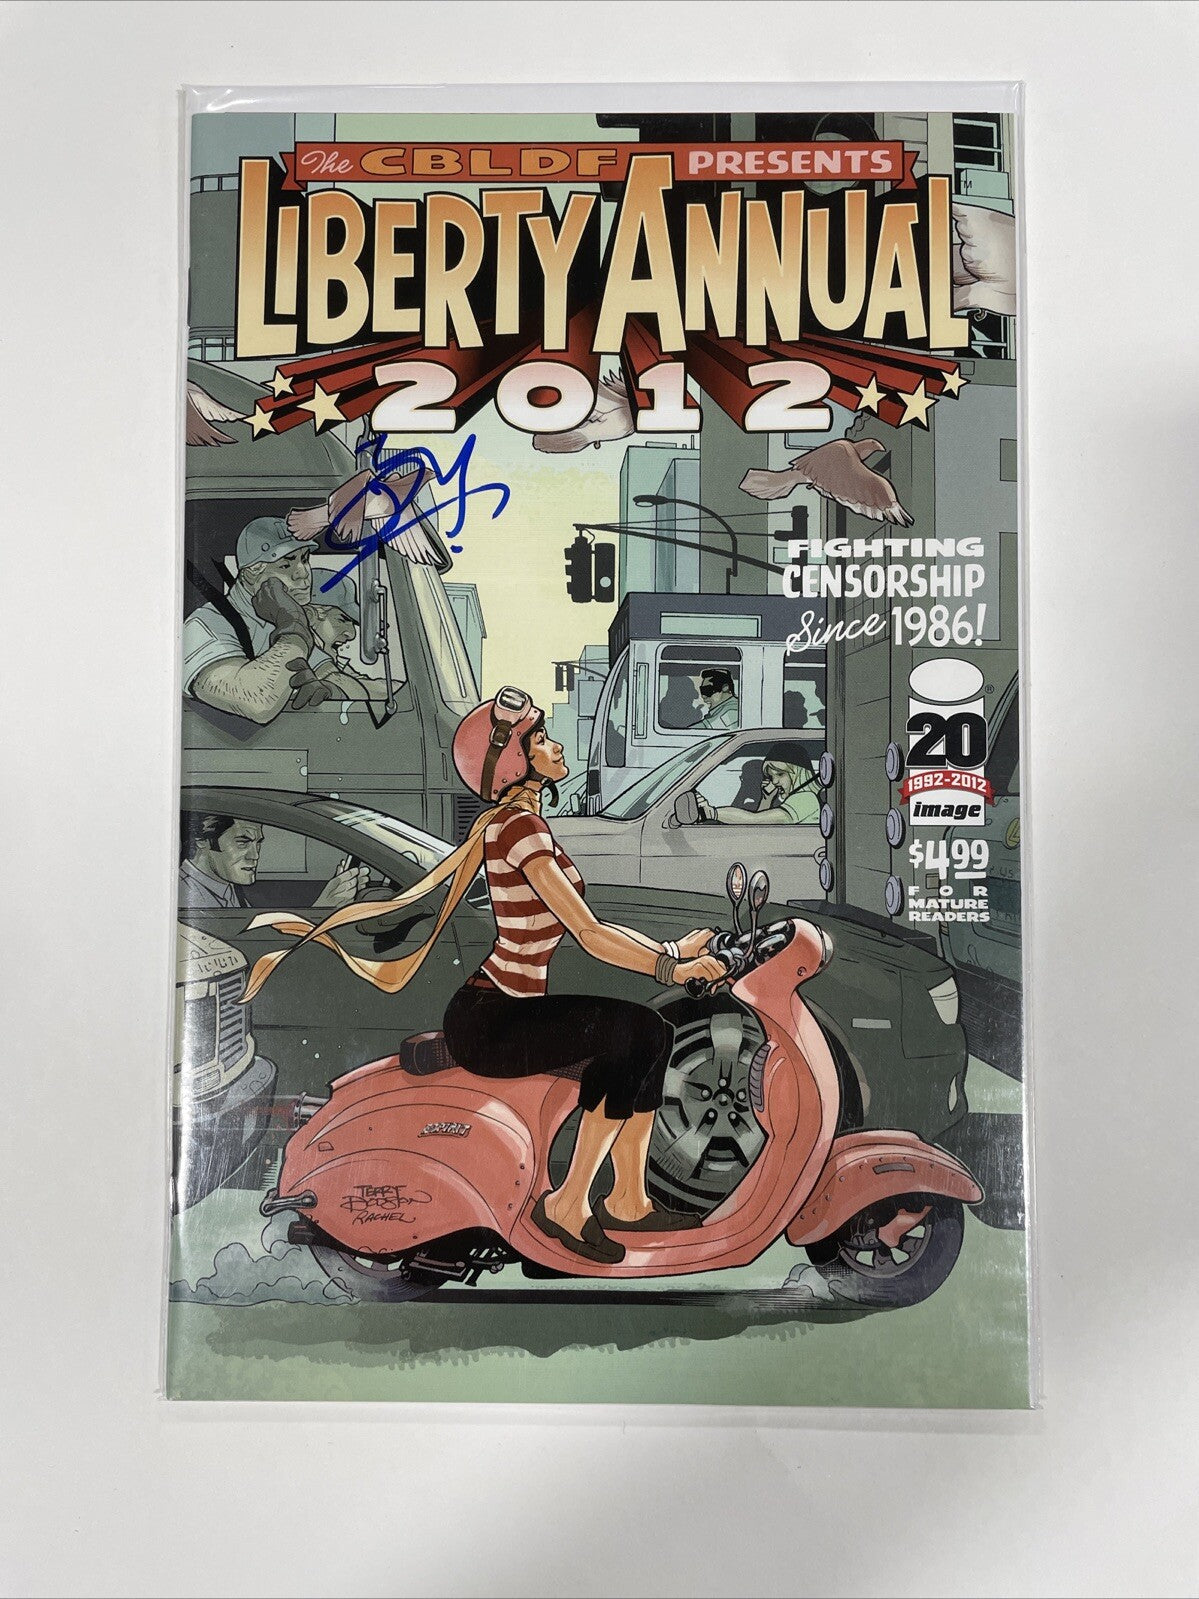 The CBLDF PRESENTS
LIBERTY ANNUAL
TM
2012
FIGHTING
CENSORSHIP
Since 1986!
®
20
1992-2012
image
$4.99
FOR
MATURE
READERS
TERRY
DODSON
RACHEL